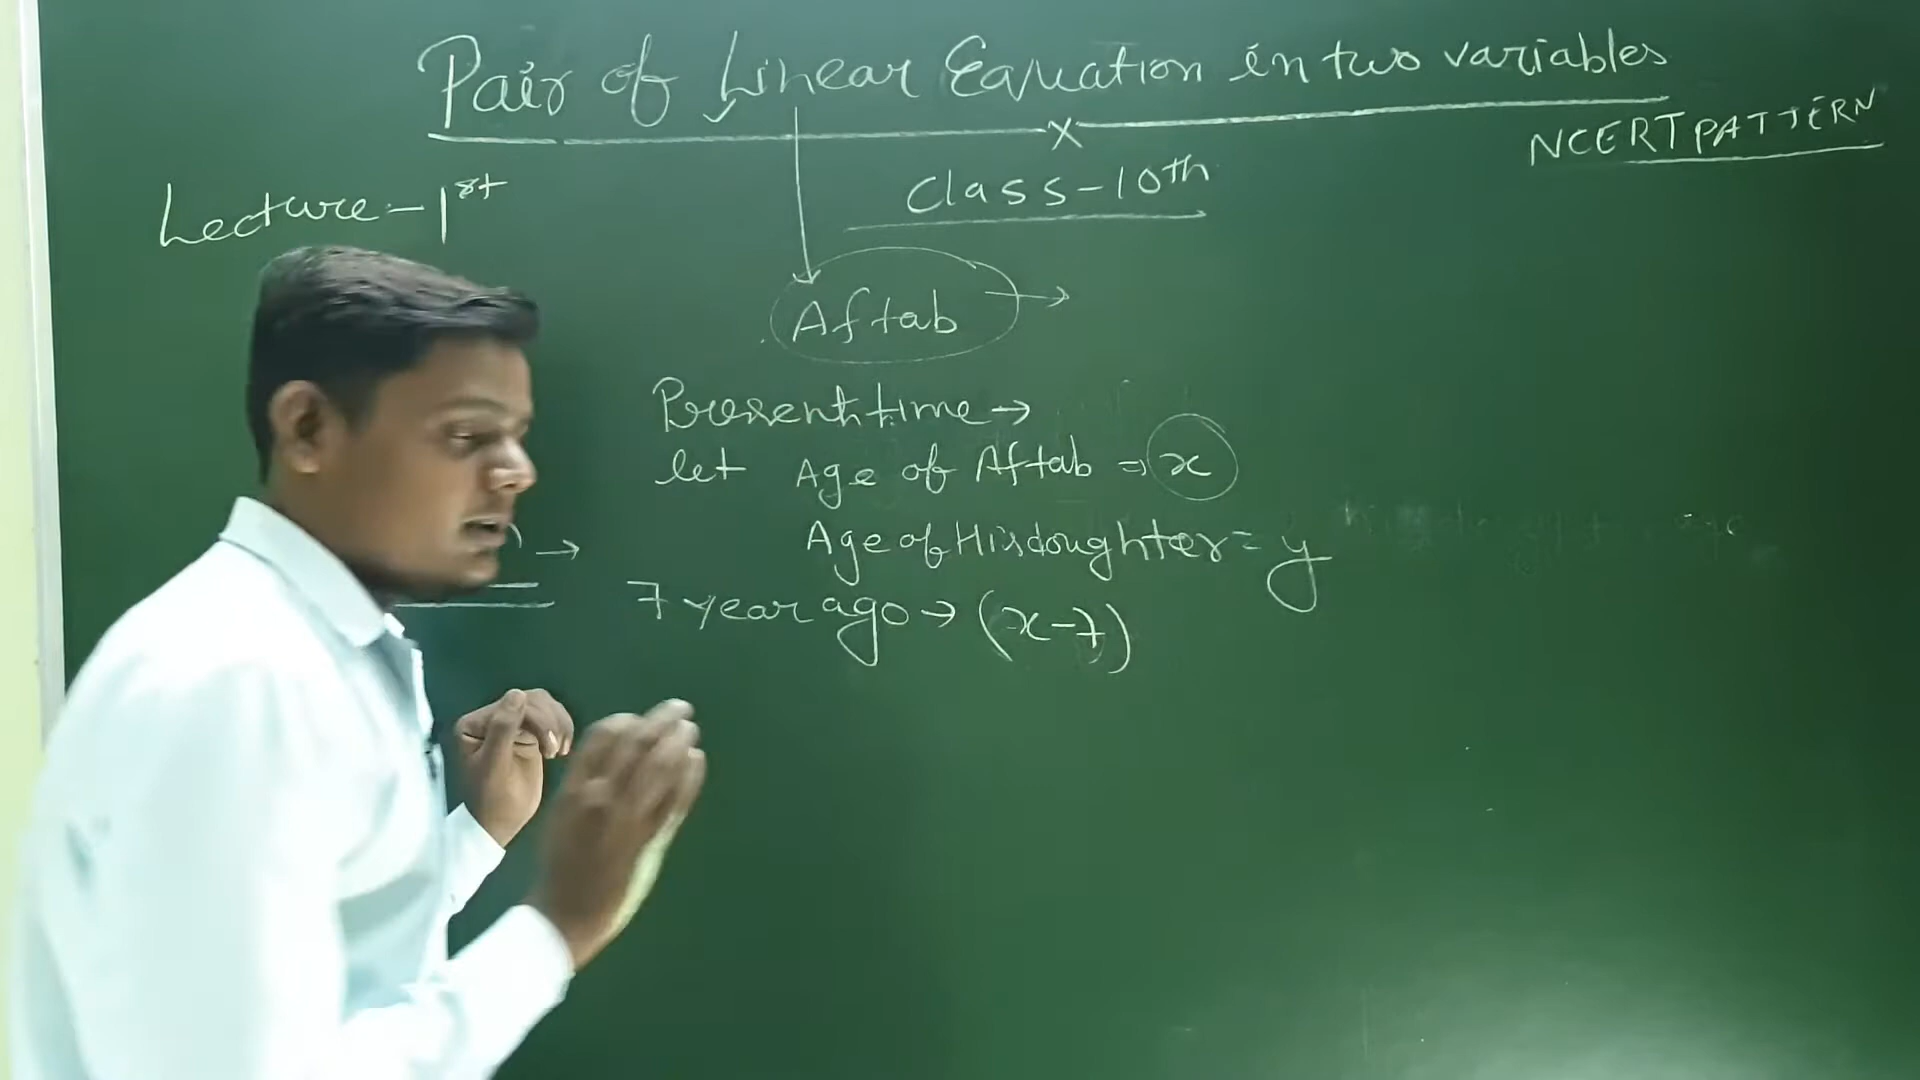 Pair of Linear Equation in two variables
x
NCERT PATTERN
Class-10th
Lecture-1st
Aftab →
Present time →
let Age of Aftab ⇒ x
Age of His doughter = y
7 year ago → (x-7)